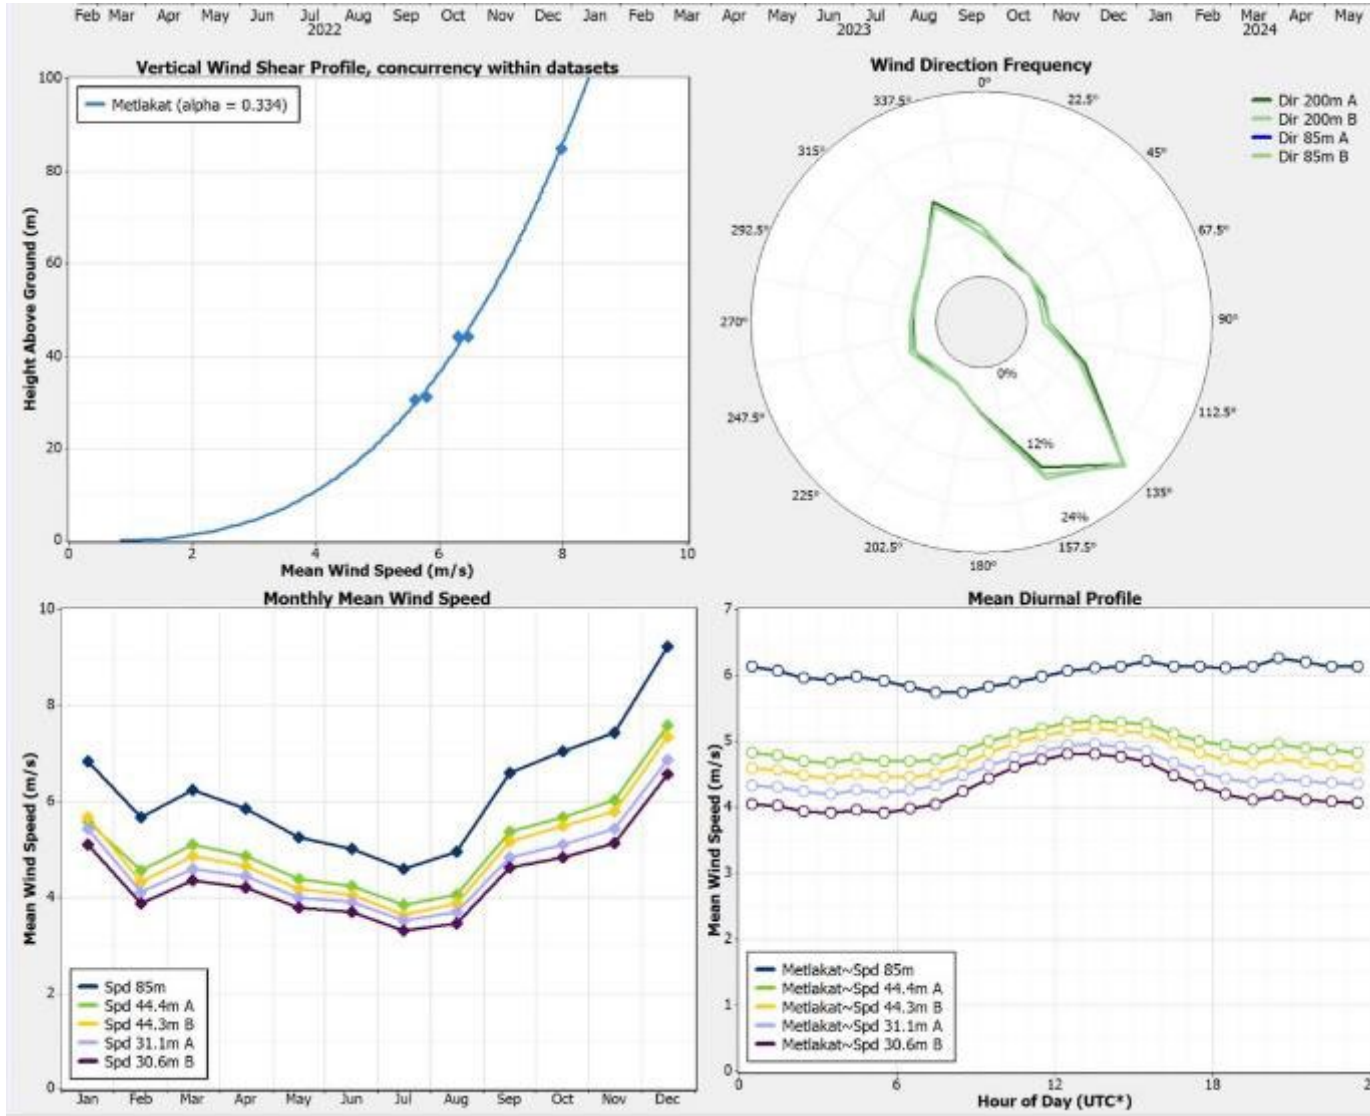 Feb Mar Apr May Jun Jul Aug Sep Oct Nov Dec Jan Feb Mar Apr May Jun Jul Aug Sep Oct Nov Dec Jan Feb Mar Apr May
2022 2023 2024
Vertical Wind Shear Profile, concurrency within datasets
Metlakat (alpha = 0.334)
Height Above Ground (m)
100
80
60
40
20
0
0 2 4 6 8 10
Mean Wind Speed (m/s)
Wind Direction Frequency
0°
22.5°
45°
67.5°
90°
112.5°
135°
157.5°
180°
202.5°
225°
247.5°
270°
292.5°
315°
337.5°
0%
12%
24%
Dir 200m A
Dir 200m B
Dir 85m A
Dir 85m B
Monthly Mean Wind Speed
Mean Wind Speed (m/s)
10
8
6
4
2
0
Spd 85m
Spd 44.4m A
Spd 44.3m B
Spd 31.1m A
Spd 30.6m B
Jan Feb Mar Apr May Jun Jul Aug Sep Oct Nov Dec
Mean Diurnal Profile
Mean Wind Speed (m/s)
7
6
5
4
3
2
1
0
Metlakat~Spd 85m
Metlakat~Spd 44.4m A
Metlakat~Spd 44.3m B
Metlakat~Spd 31.1m A
Metlakat~Spd 30.6m B
0 6 12 18
Hour of Day (UTC*)